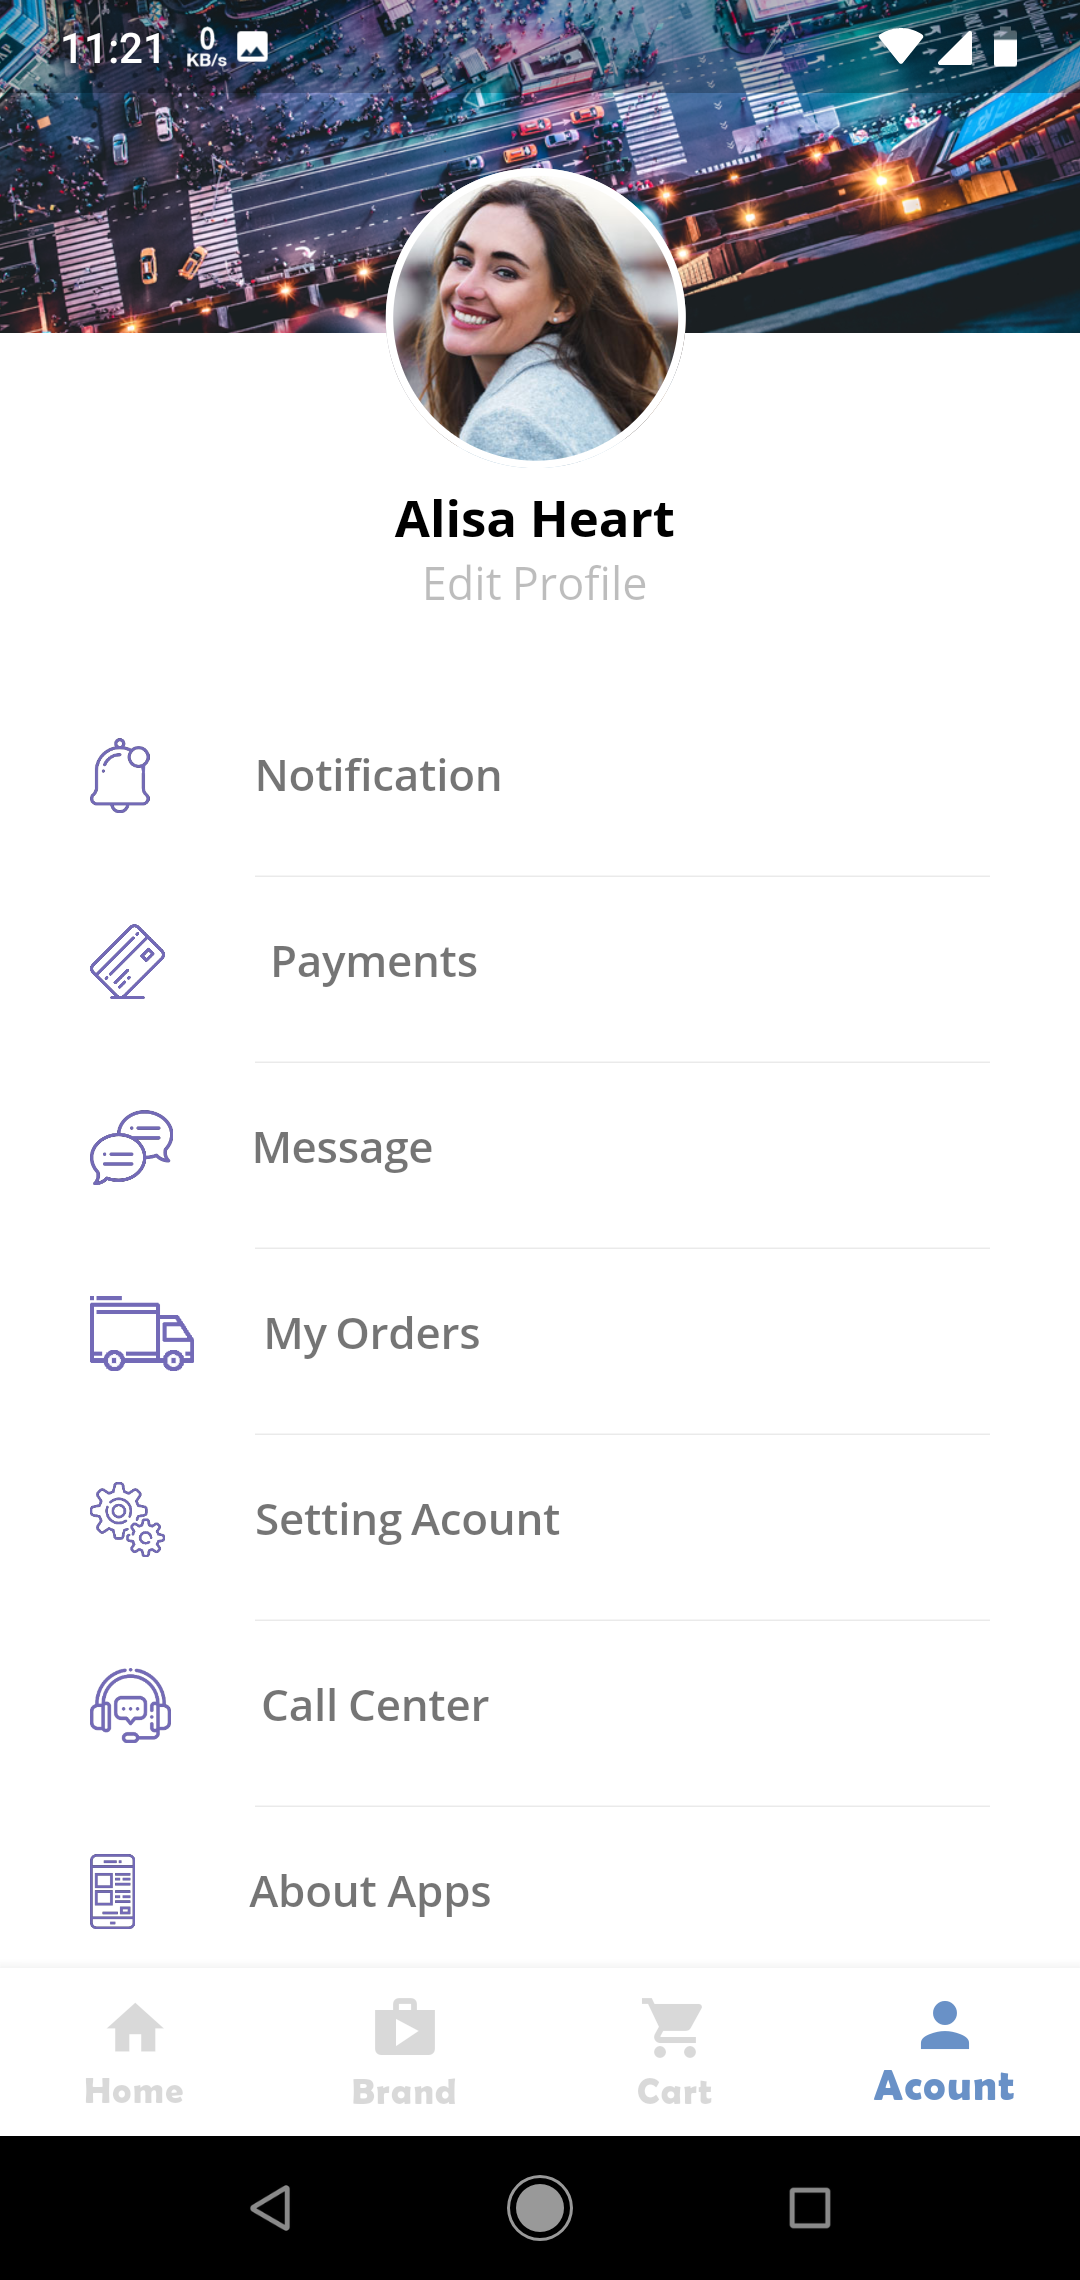 11:21 0 KB/s
Alisa Heart
Edit Profile
Notification
Payments
Message
My Orders
Setting Acount
Call Center
About Apps
Home Brand Cart Acount